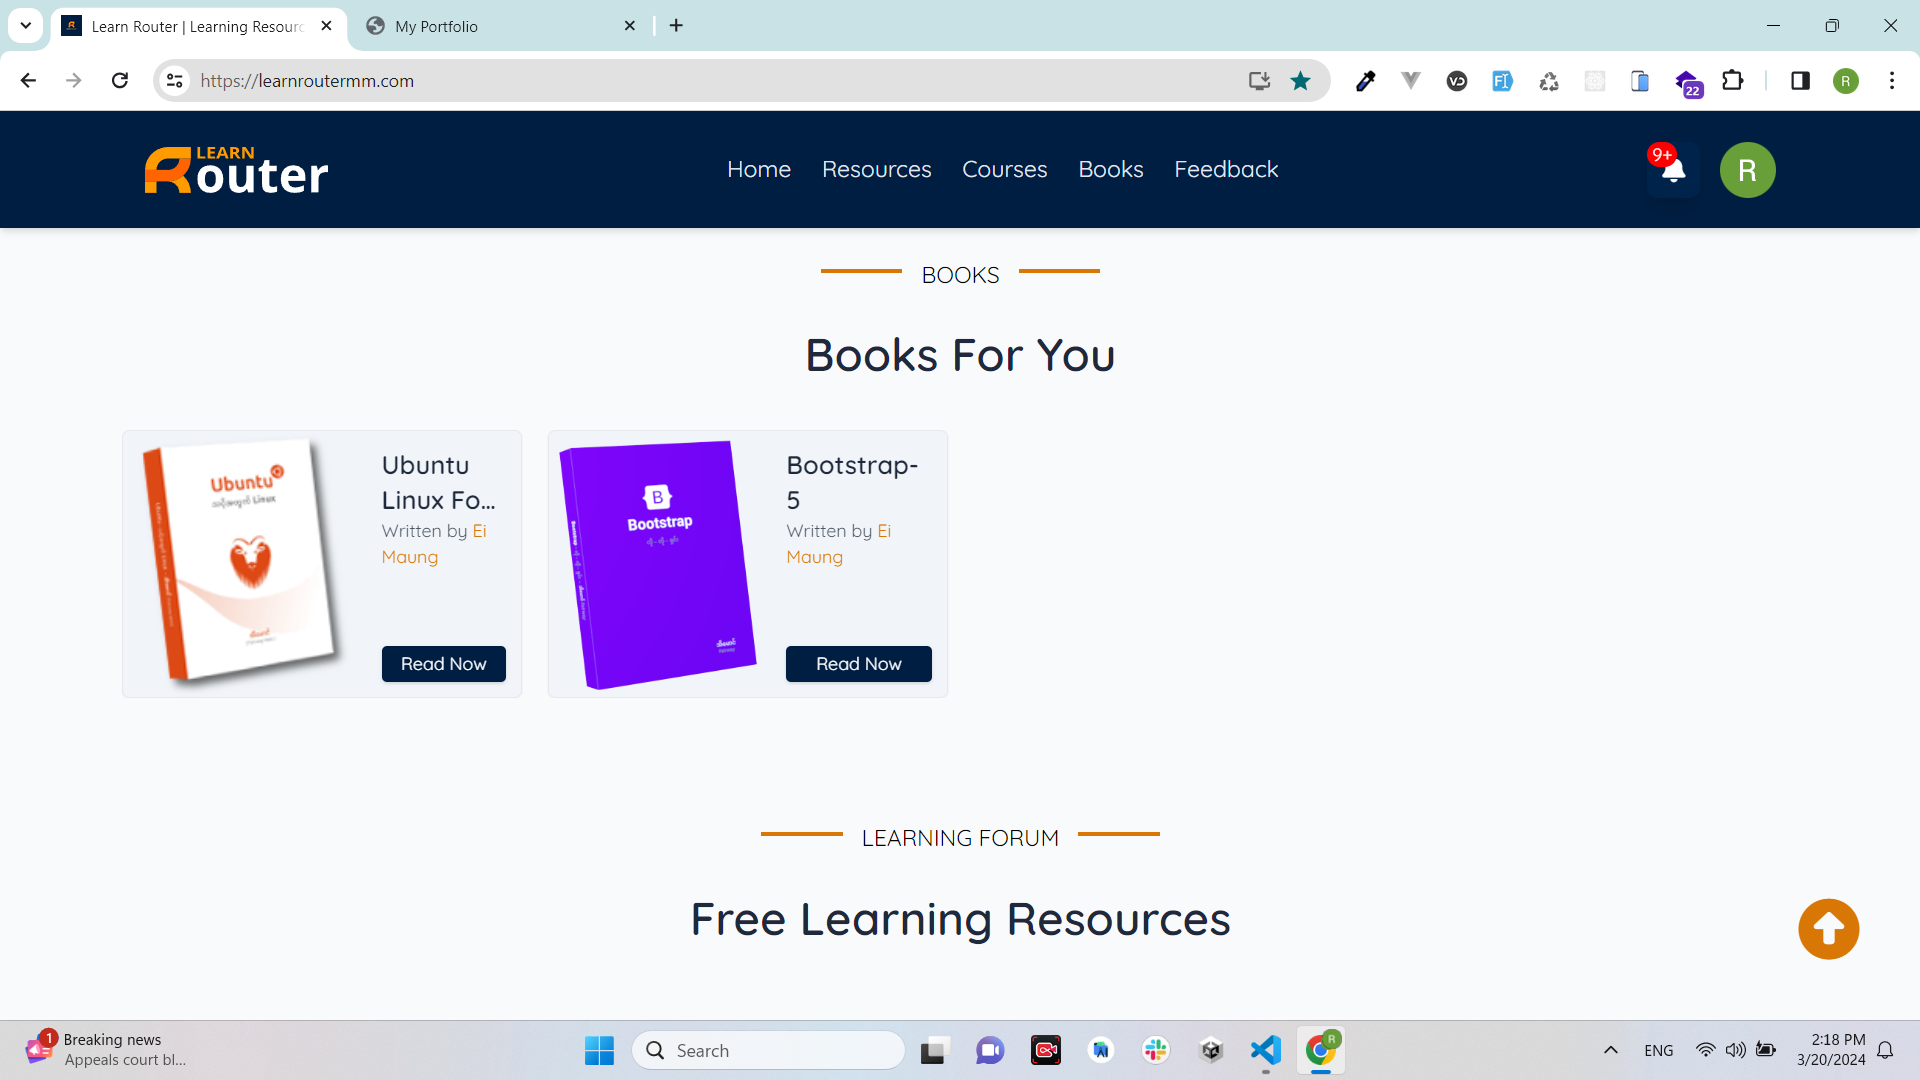 Learn Router | Learning Resourc
My Portfolio
https://learnroutermm.com
22
R
LEARN
Router
Home
Resources
Courses
Books
Feedback
9+
R
BOOKS
Books For You
Ubuntu
Linux
Ubuntu
Linux Fo...
Written by Ei
Maung
Read Now
B
Bootstrap
Bootstrap-
5
Written by Ei
Maung
Read Now
LEARNING FORUM
Free Learning Resources
1
Breaking news
Appeals court bl...
Search
R
ENG
2:18 PM
3/20/2024